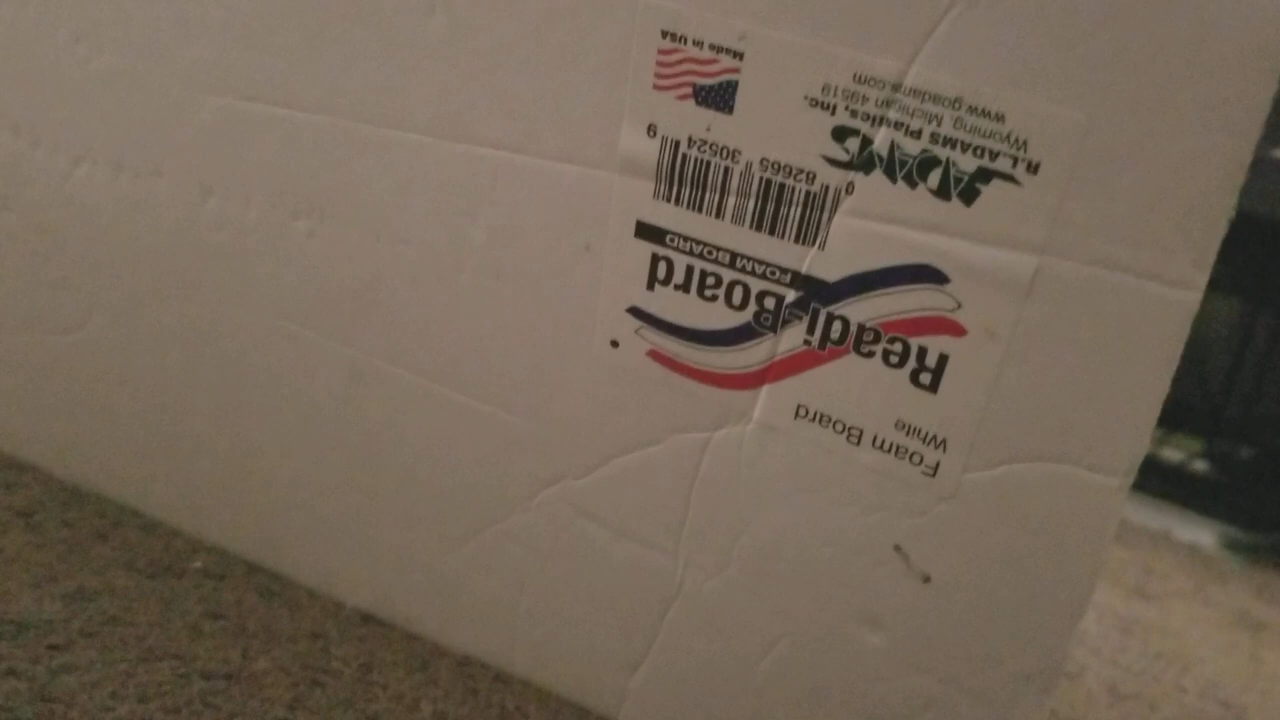 Foam Board
White
Readi-Board
FOAM BOARD
0 82665 30524 9
ADAMS
R.L.ADAMS Plastics, Inc.
Wyoming, Michigan 49519
www.goadams.com
Made in USA